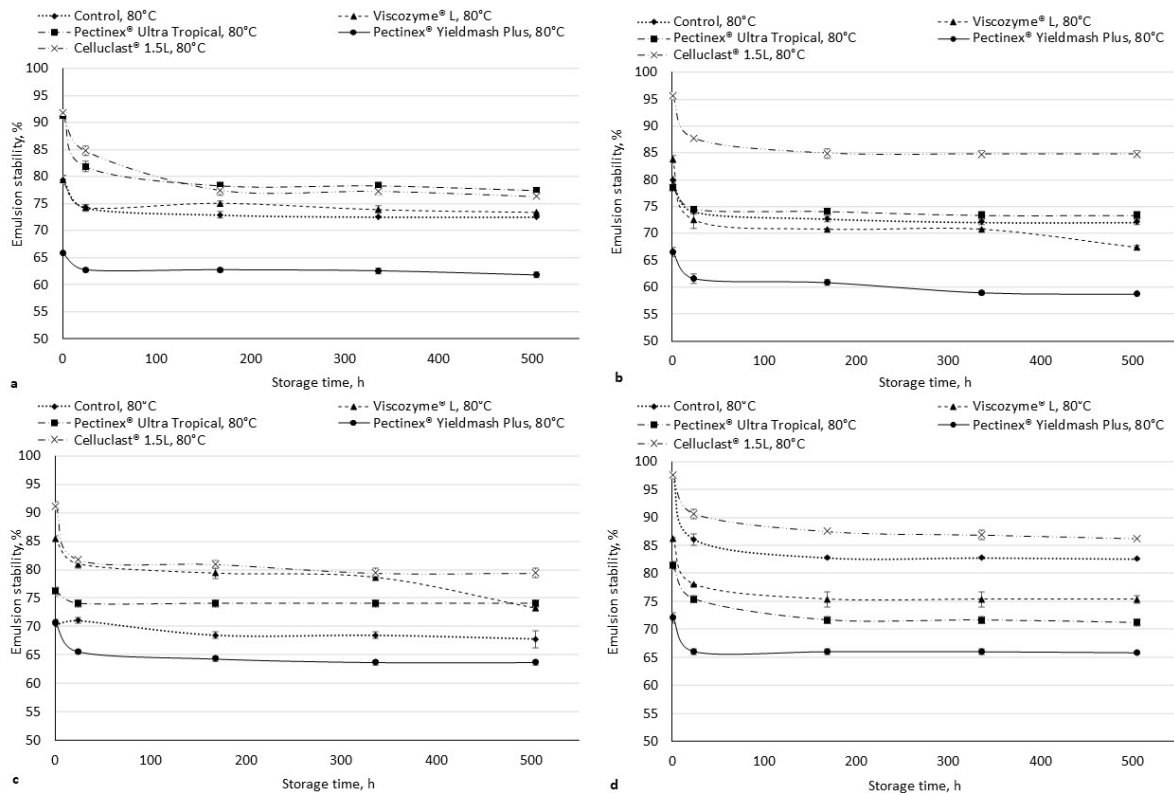 Control, 80°C
Viscozyme® L, 80°C
Pectinex® Ultra Tropical, 80°C
Pectinex® Yieldmash Plus, 80°C
Celluclast® 1.5L, 80°C
Emulsion stability, %
100
95
90
85
80
75
70
65
60
55
50
0
100
200
300
400
500
Storage time, h
a
Control, 80°C
Viscozyme® L, 80°C
Pectinex® Ultra Tropical, 80°C
Pectinex® Yieldmash Plus, 80°C
Celluclast® 1.5L, 80°C
Emulsion stability, %
100
95
90
85
80
75
70
65
60
55
50
0
100
200
300
400
500
Storage time, h
b
Control, 80°C
Viscozyme® L, 80°C
Pectinex® Ultra Tropical, 80°C
Pectinex® Yieldmash Plus, 80°C
Celluclast® 1.5L, 80°C
Emulsion stability, %
100
95
90
85
80
75
70
65
60
55
50
0
100
200
300
400
500
Storage time, h
c
Control, 80°C
Viscozyme® L, 80°C
Pectinex® Ultra Tropical, 80°C
Pectinex® Yieldmash Plus, 80°C
Celluclast® 1.5L, 80°C
Emulsion stability, %
100
95
90
85
80
75
70
65
60
55
50
0
100
200
300
400
500
Storage time, h
d